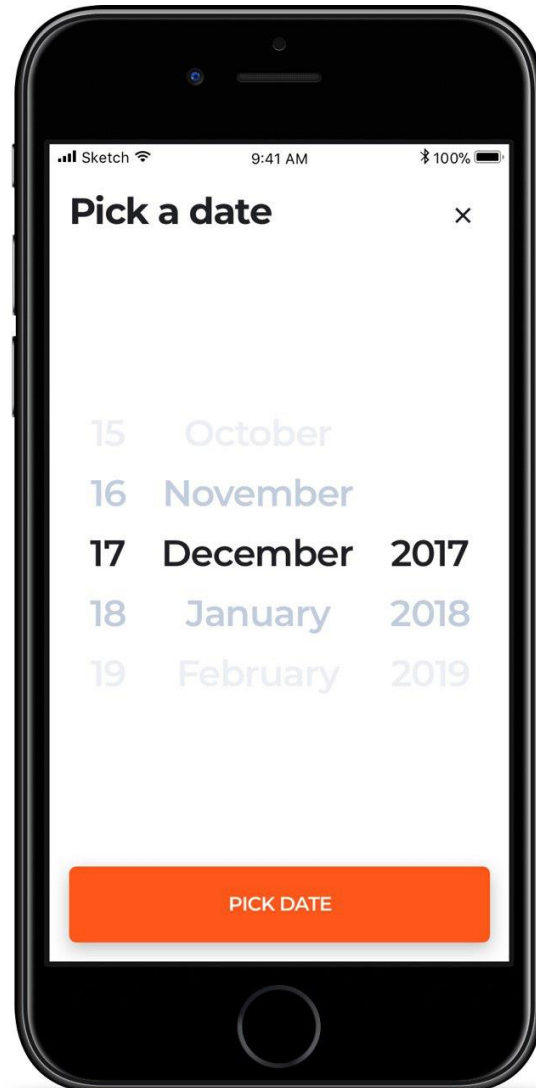 Sketch 9:41 AM 100%
Pick a date ×
15 October
16 November
17 December 2017
18 January 2018
19 February 2019
PICK DATE